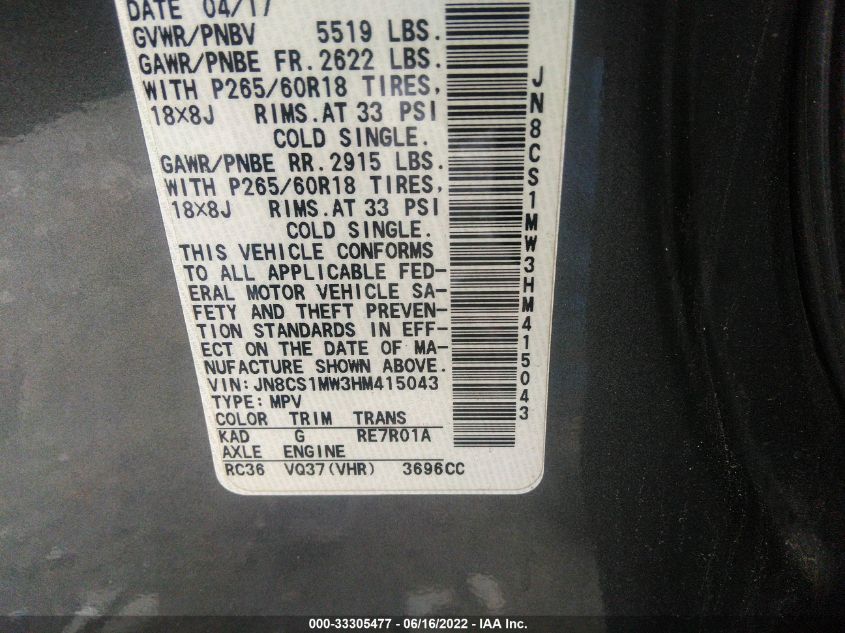 DATE 04/17
GVWR/PNBV 5519 LBS.
GAWR/PNBE FR. 2622 LBS.
WITH P265/60R18 TIRES,
18X8J RIMS.AT 33 PSI
COLD SINGLE.
GAWR/PNBE RR. 2915 LBS.
WITH P265/60R18 TIRES,
18X8J RIMS.AT 33 PSI
COLD SINGLE.
THIS VEHICLE CONFORMS
TO ALL APPLICABLE FED-
ERAL MOTOR VEHICLE SA-
FETY AND THEFT PREVEN-
TION STANDARDS IN EFF-
ECT ON THE DATE OF MA-
NUFACTURE SHOWN ABOVE.
VIN: JN8CS1MW3HM415043
TYPE: MPV
COLOR TRIM TRANS
KAD G RE7R01A
AXLE ENGINE
RC36 VQ37(VHR) 3696CC
JN8CS1MW3HM415043
000-33305477 - 06/16/2022 - IAA Inc.